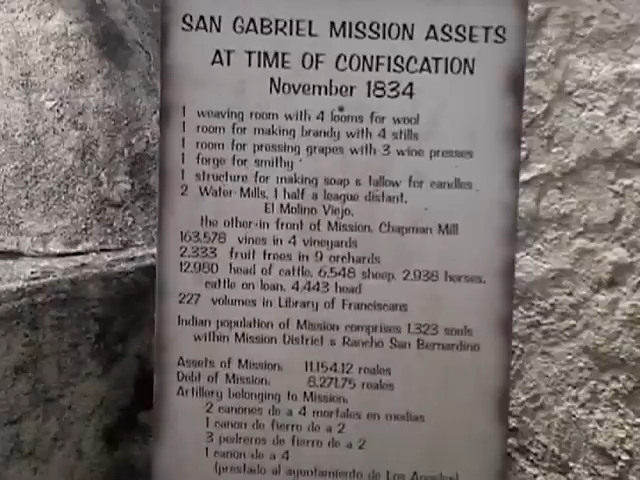 SAN GABRIEL MISSION ASSETS
AT TIME OF CONFISCATION
November 1834
1 weaving room with 4 looms for wool
1 room for making brandy with 4 stills
1 room for pressing grapes with 3 wine presses
1 forge for smithy
1 structure for making soap & tallow for candles
2 Water-Mills, 1 half a league distant,
El Molino Viejo,
the other in front of Mission, Chapman Mill
163,578 vines in 4 vineyards
2,333 fruit trees in 9 orchards
12,980 head of cattle, 6,548 sheep, 2,938 horses,
cattle on loan, 4,443 head
227 volumes in Library of Franciscans
Indian population of Mission comprises 1,323 souls
within Mission District & Rancho San Bernardino
Assets of Mission, 11,154.12 reales
Debit of Mission, 8,271.75 reales
Artillery belonging to Mission,
2 canones de a 4 mortales en medias
1 canon de fierro de a 2
3 pedreros de fierro de a 2
1 canon de a 4
(prestado al ayuntamiento de Los Angeles)